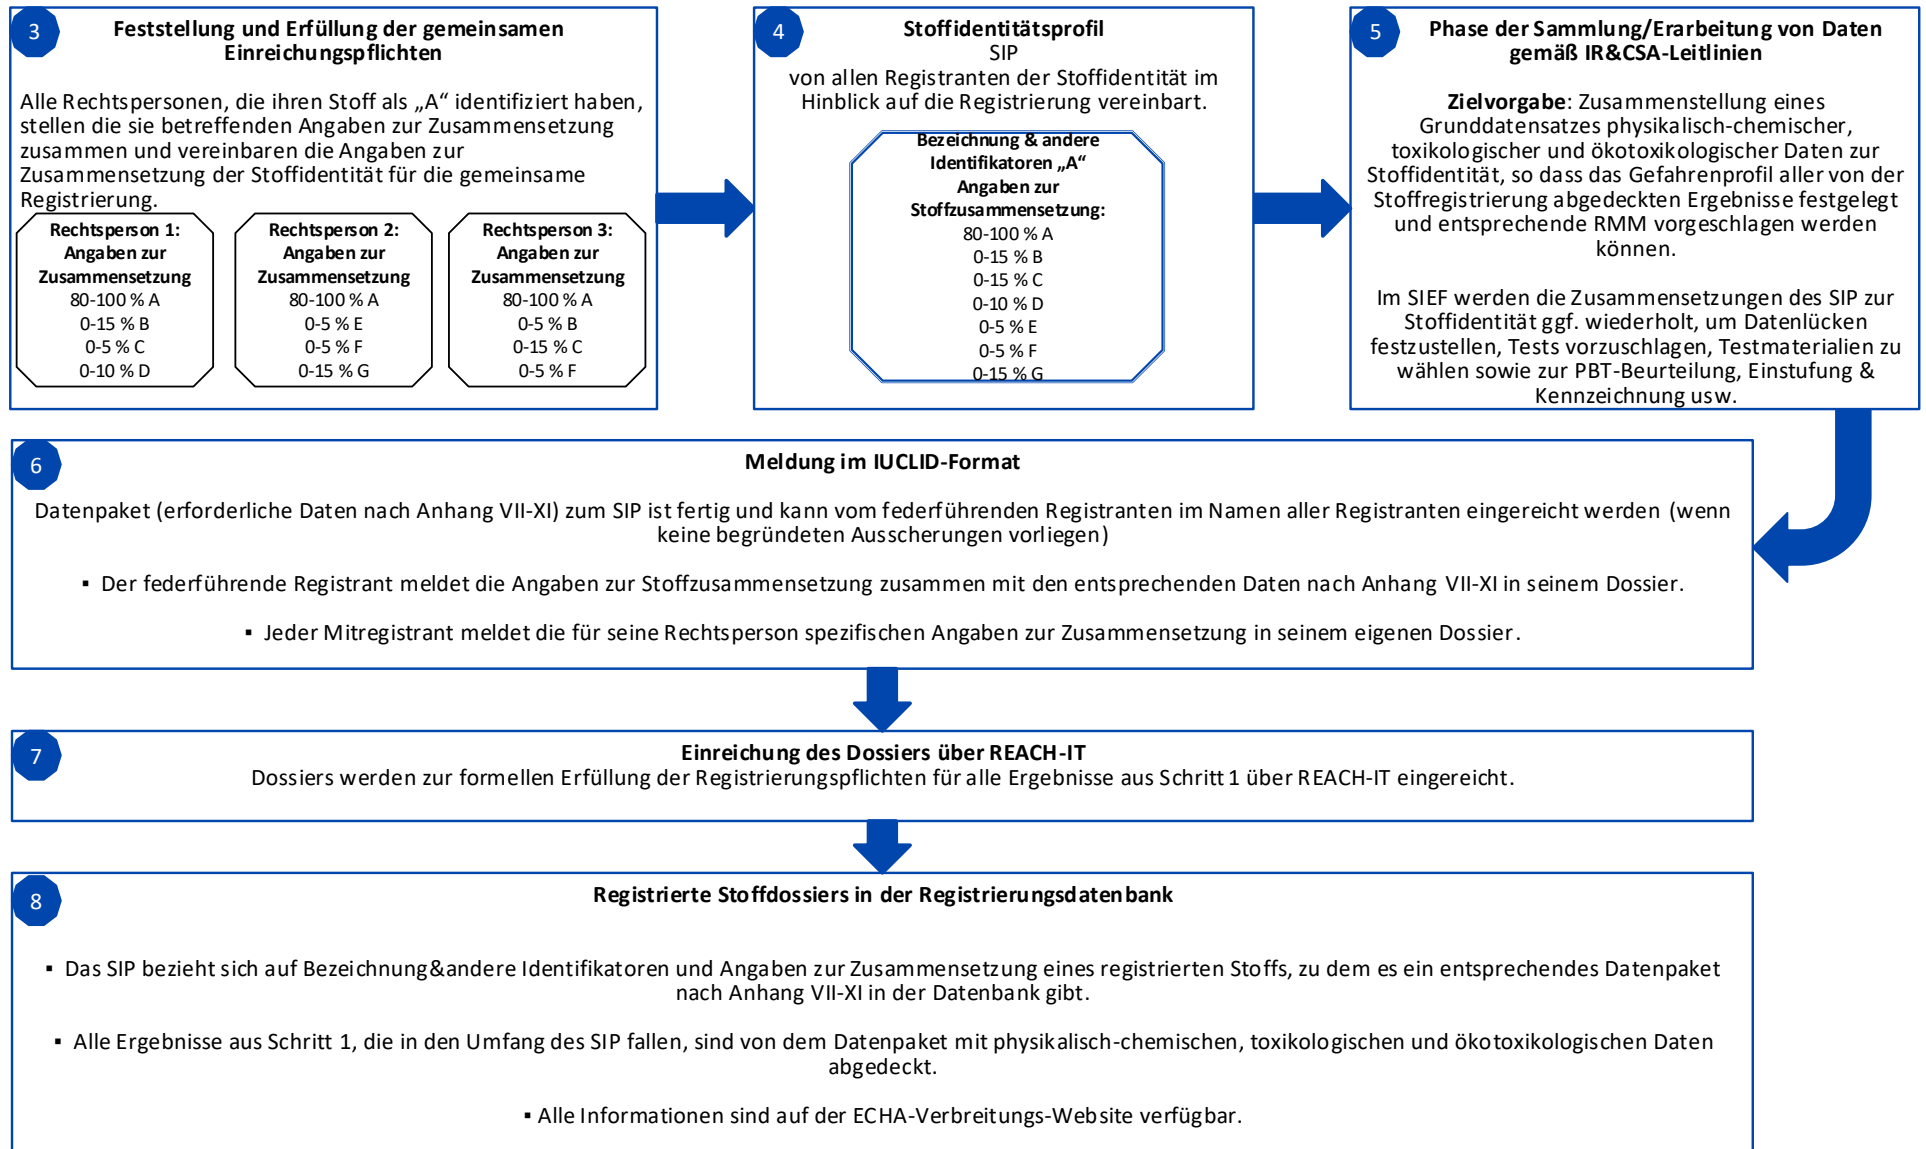 3
Feststellung und Erfüllung der gemeinsamen
Einreichungspflichten
Alle Rechtspersonen, die ihren Stoff als „A“ identifiziert haben,
stellen die sie betreffenden Angaben zur Zusammensetzung
zusammen und vereinbaren die Angaben zur
Zusammensetzung der Stoffidentität für die gemeinsame
Registrierung.
Rechtsperson 1:
Angaben zur
Zusammensetzung
80-100 % A
0-15 % B
0-5 % C
0-10 % D
Rechtsperson 2:
Angaben zur
Zusammensetzung
80-100 % A
0-5 % E
0-5 % F
0-15 % G
Rechtsperson 3:
Angaben zur
Zusammensetzung
80-100 % A
0-5 % B
0-15 % C
0-5 % F
4
Stoffidentitätsprofil
SIP
von allen Registranten der Stoffidentität im
Hinblick auf die Registrierung vereinbart.
Bezeichnung & andere
Identifikatoren „A“
Angaben zur
Stoffzusammensetzung:
80-100 % A
0-15 % B
0-15 % C
0-10 % D
0-5 % E
0-5 % F
0-15 % G
5
Phase der Sammlung/Erarbeitung von Daten
gemäß IR&CSA-Leitlinien
Zielvorgabe: Zusammenstellung eines
Grunddatensatzes physikalisch-chemischer,
toxikologischer und ökotoxikologischer Daten zur
Stoffidentität, so dass das Gefahrenprofil aller von der
Stoffregistrierung abgedeckten Ergebnisse festgelegt
und entsprechende RMM vorgeschlagen werden
können.
Im SIEF werden die Zusammensetzungen des SIP zur
Stoffidentität ggf. wiederholt, um Datenlücken
festzustellen, Tests vorzuschlagen, Testmaterialien zu
wählen sowie zur PBT-Beurteilung, Einstufung &
Kennzeichnung usw.
6
Meldung im IUCLID-Format
Datenpaket (erforderliche Daten nach Anhang VII-XI) zum SIP ist fertig und kann vom federführenden Registranten im Namen aller Registranten eingereicht werden (wenn
keine begründeten Ausscherungen vorliegen)
▪ Der federführende Registrant meldet die Angaben zur Stoffzusammensetzung zusammen mit den entsprechenden Daten nach Anhang VII-XI in seinem Dossier.
▪ Jeder Mitregistrant meldet die für seine Rechtsperson spezifischen Angaben zur Zusammensetzung in seinem eigenen Dossier.
7
Einreichung des Dossiers über REACH-IT
Dossiers werden zur formellen Erfüllung der Registrierungspflichten für alle Ergebnisse aus Schritt 1 über REACH-IT eingereicht.
8
Registrierte Stoffdossiers in der Registrierungsdatenbank
▪ Das SIP bezieht sich auf Bezeichnung&andere Identifikatoren und Angaben zur Zusammensetzung eines registrierten Stoffs, zu dem es ein entsprechendes Datenpaket
nach Anhang VII-XI in der Datenbank gibt.
▪ Alle Ergebnisse aus Schritt 1, die in den Umfang des SIP fallen, sind von dem Datenpaket mit physikalisch-chemischen, toxikologischen und ökotoxikologischen Daten
abgedeckt.
▪ Alle Informationen sind auf der ECHA-Verbreitungs-Website verfügbar.